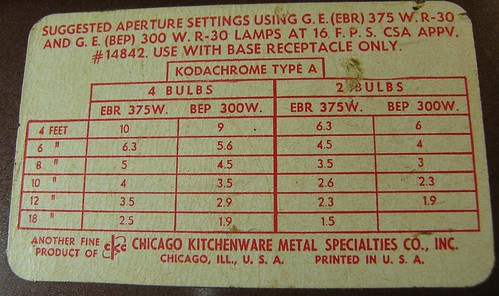 SUGGESTED APERTURE SETTINGS USING G. E. (EBR) 375 W. R-30
AND G. E. (BEP) 300 W. R-30 LAMPS AT 16 F. P. S. CSA APPV.
#14842. USE WITH BASE RECEPTACLE ONLY.
KODACHROME TYPE A
4 BULBS 2 BULBS
EBR 375W. BEP 300W. EBR 375W. BEP 300W.
4 FEET 10 9 6.3 6
6 " 6.3 5.6 4.5 4
8 " 5 4.5 3.5 3
10 " 4 3.5 2.6 2.3
12 " 3.5 2.9 2.3 1.9
18 " 2.5 1.9 1.5
ANOTHER FINE
PRODUCT OF ckc CHICAGO KITCHENWARE METAL SPECIALTIES CO., INC.
CHICAGO, ILL., U. S. A. PRINTED IN U. S. A.